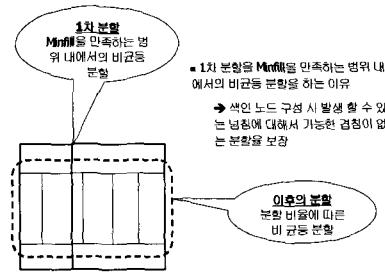 1차 분할
Minfill을 만족하는 범
위 내에서의 비균등
분할
▪ 1차 분할을 Minfill을 만족하는 범위 내
에서의 비균등 분할을 하는 이유
➔ 색인 노드 구성 시 발생 할 수 있
는 넘침에 대해서 가능한 겹침이 없
는 분할율 보장
이후의 분할
분할 비율에 따른
비 균등 분할